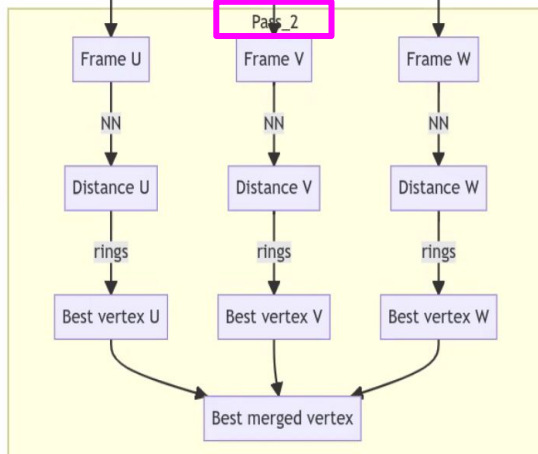 Pass_2
Frame U Frame V Frame W
NN NN NN
Distance U Distance V Distance W
rings rings rings
Best vertex U Best vertex V Best vertex W
Best merged vertex